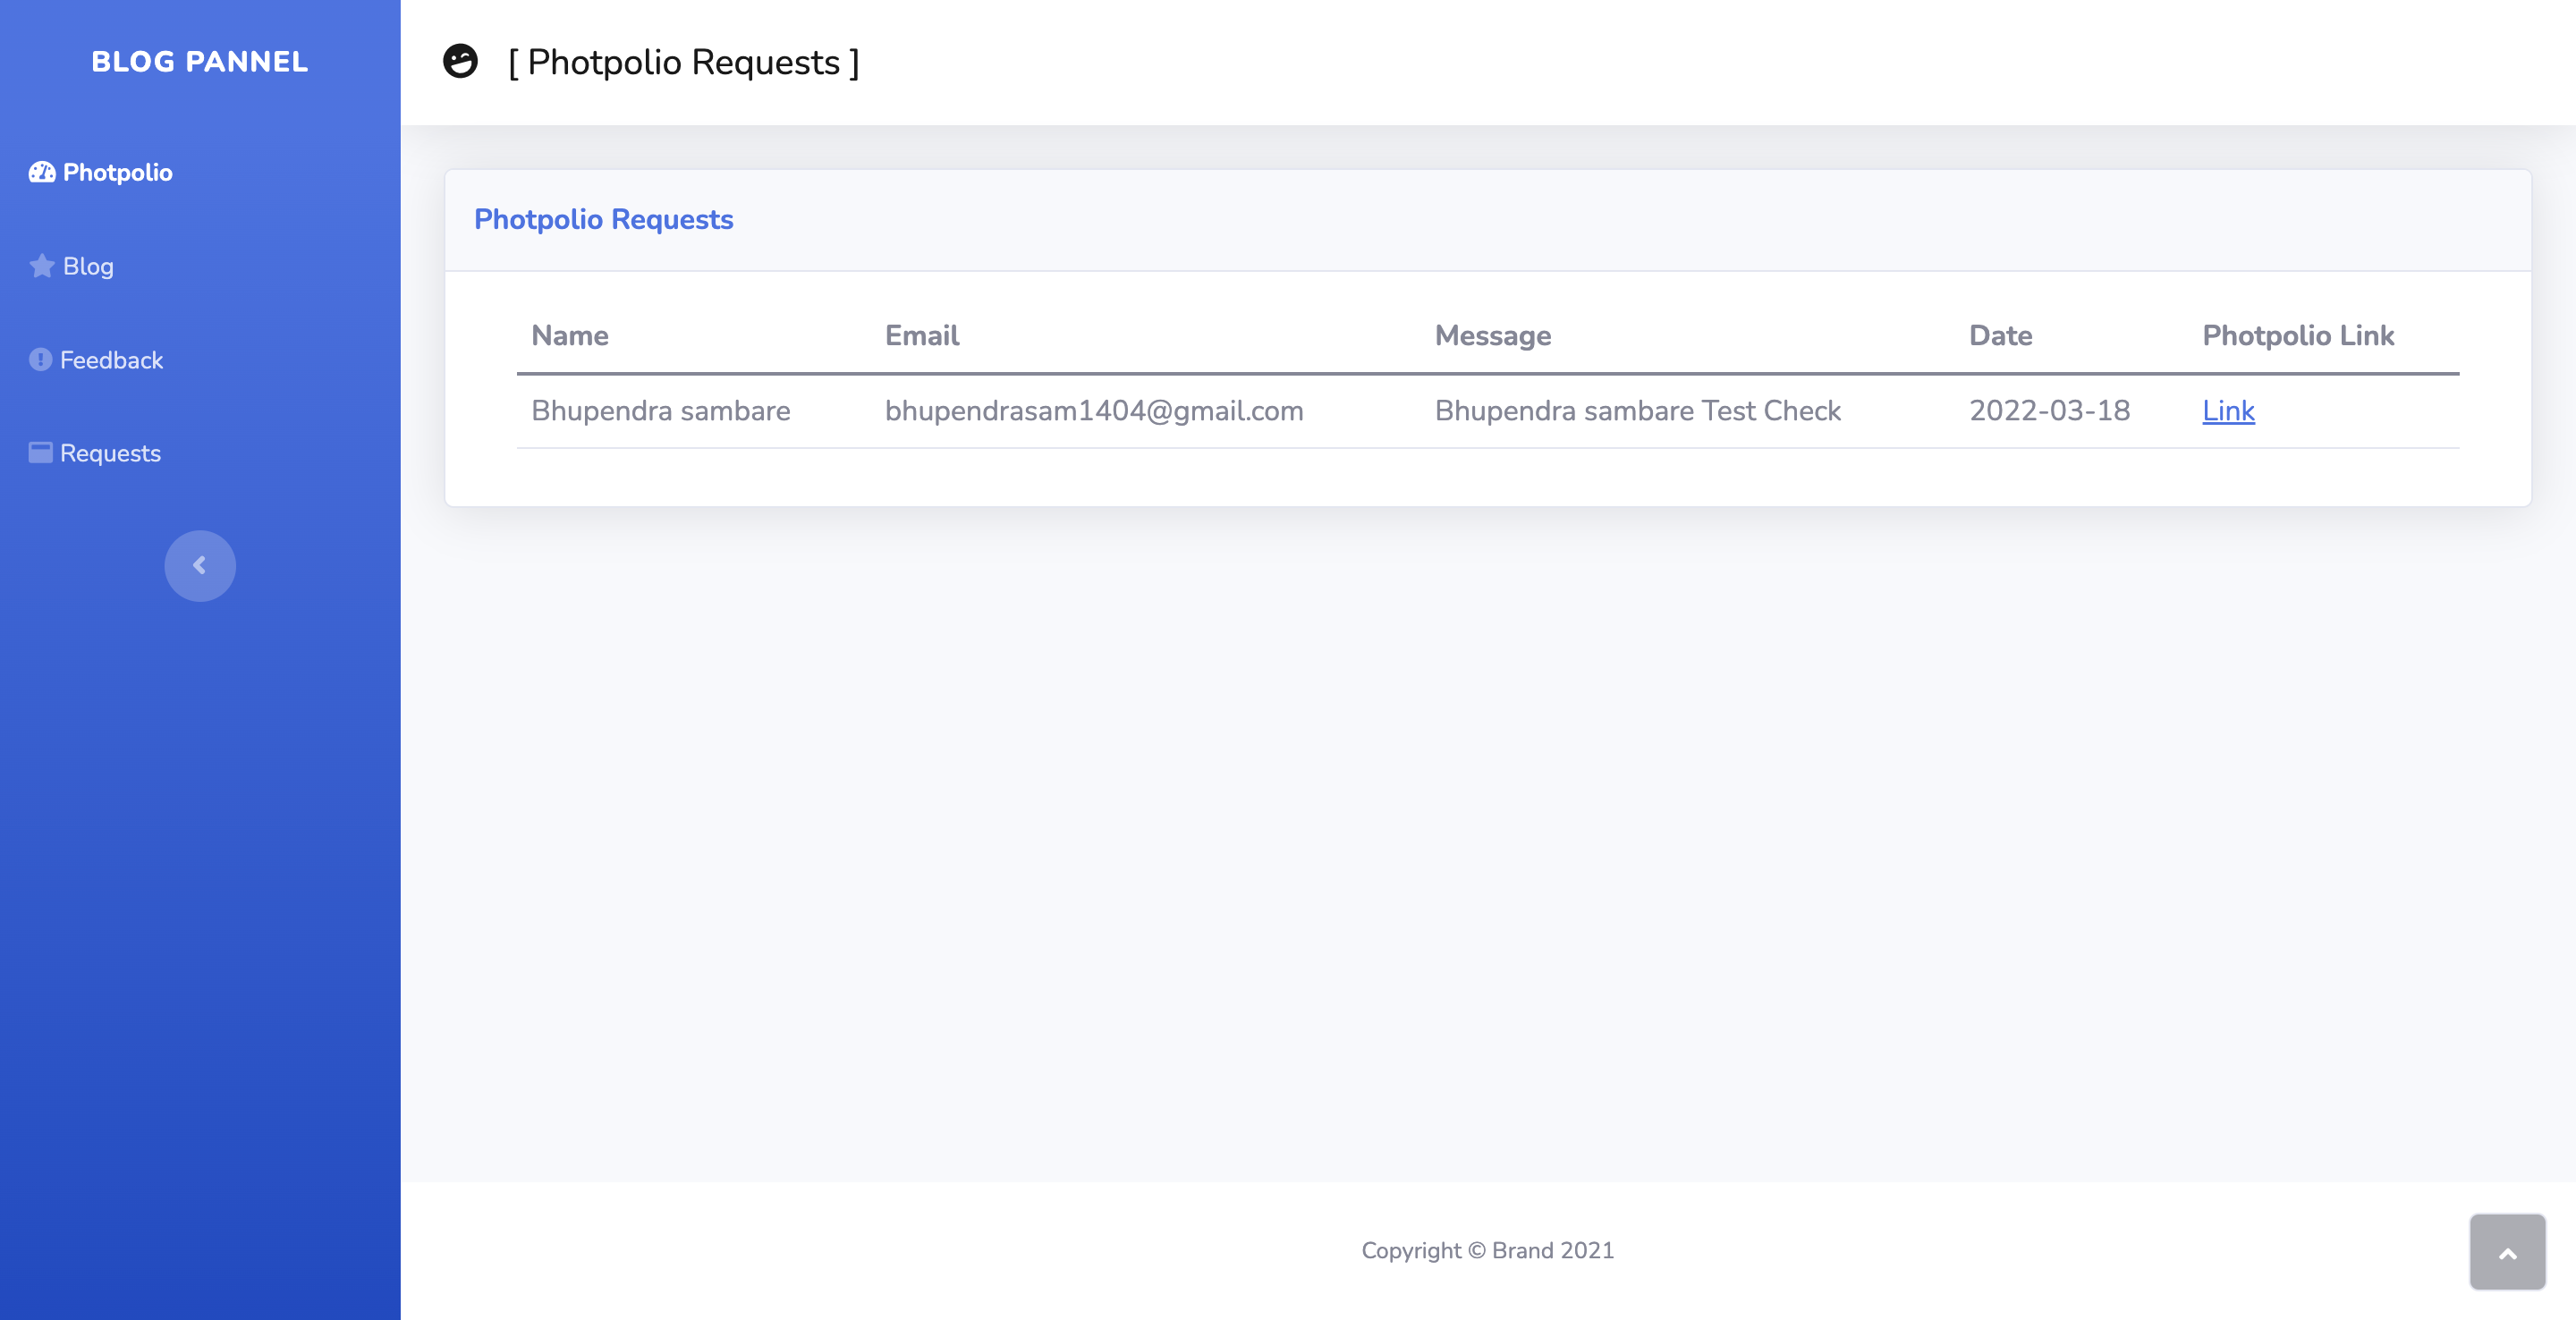 BLOG PANNEL
Photpolio
Blog
Feedback
Requests
[ Photpolio Requests ]
Photpolio Requests
Name Email Message Date Photpolio Link
Bhupendra sambare bhupendrasam1404@gmail.com Bhupendra sambare Test Check 2022-03-18 Link
Copyright © Brand 2021